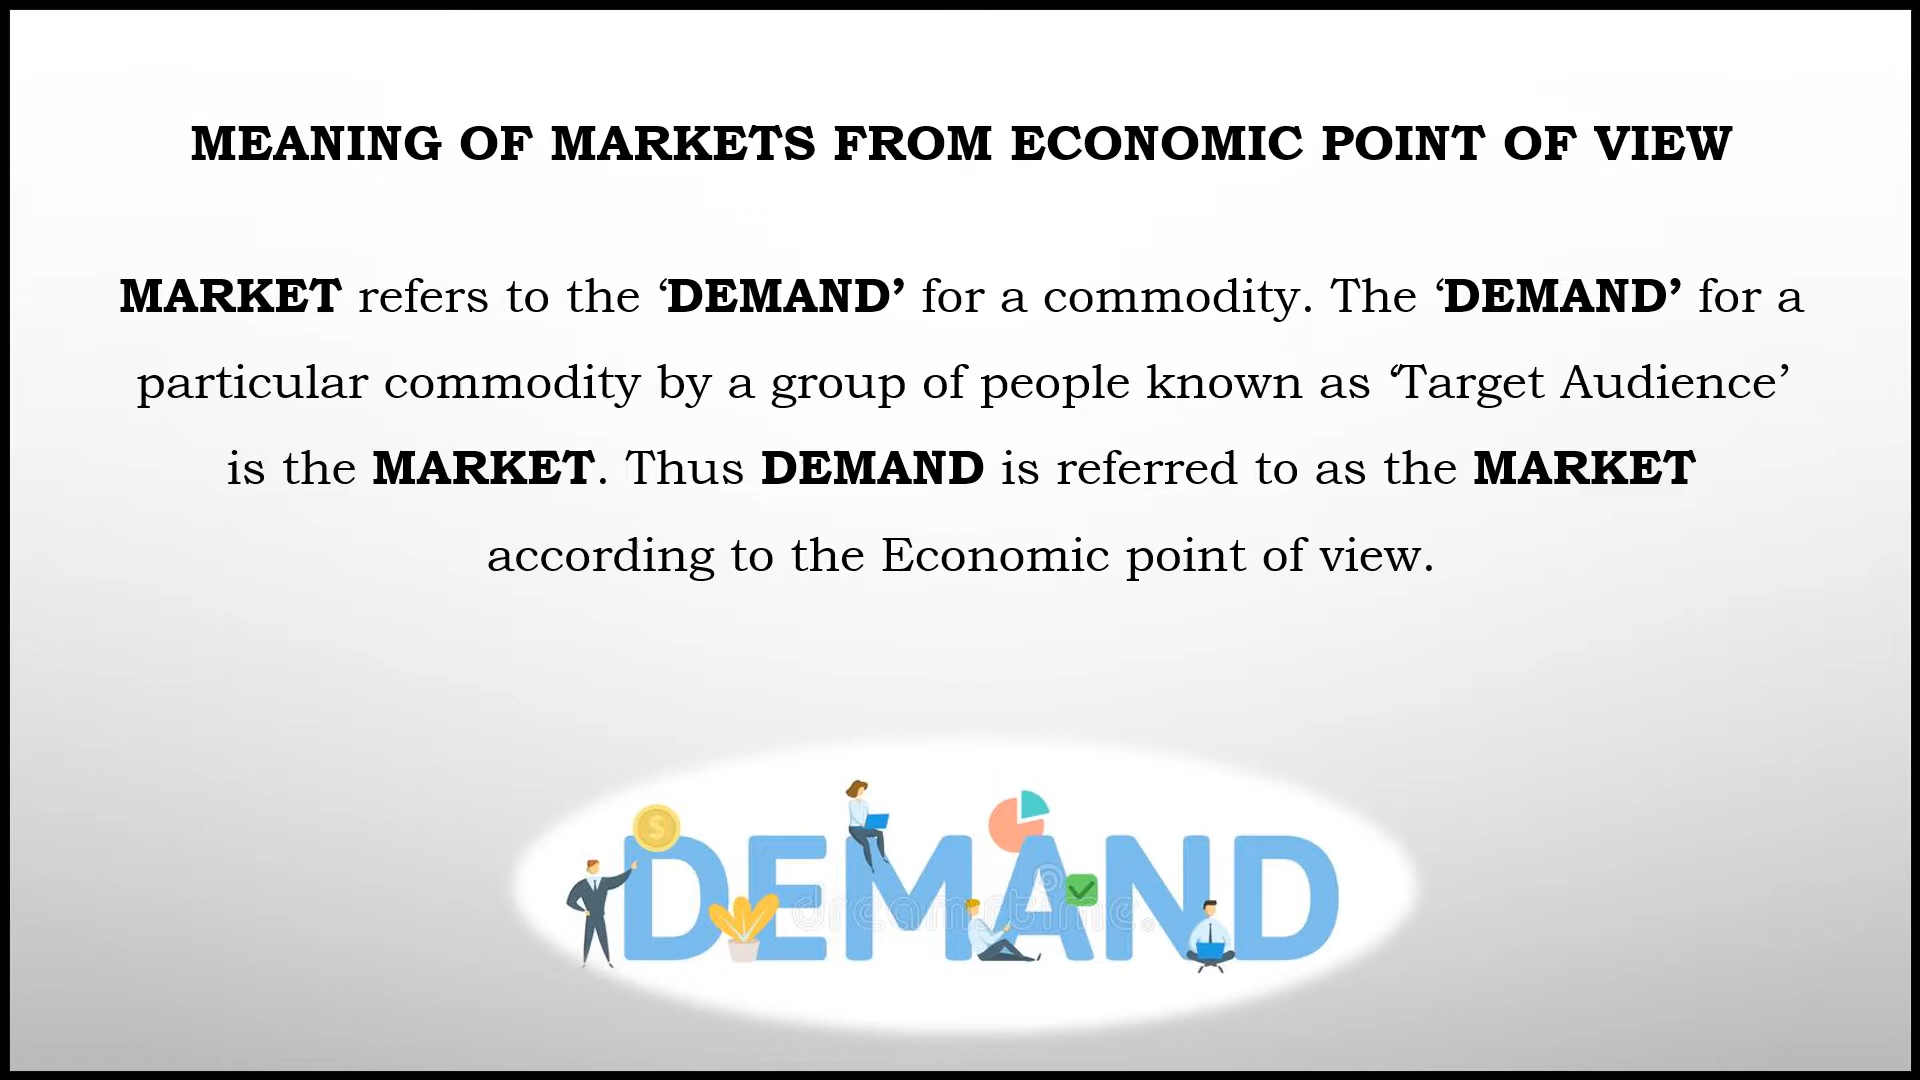 MEANING OF MARKETS FROM ECONOMIC POINT OF VIEW
MARKET refers to the ‘DEMAND’ for a commodity. The ‘DEMAND’ for a
particular commodity by a group of people known as ‘Target Audience’
is the MARKET. Thus DEMAND is referred to as the MARKET
according to the Economic point of view.
$
DEMAND
dreamstime.